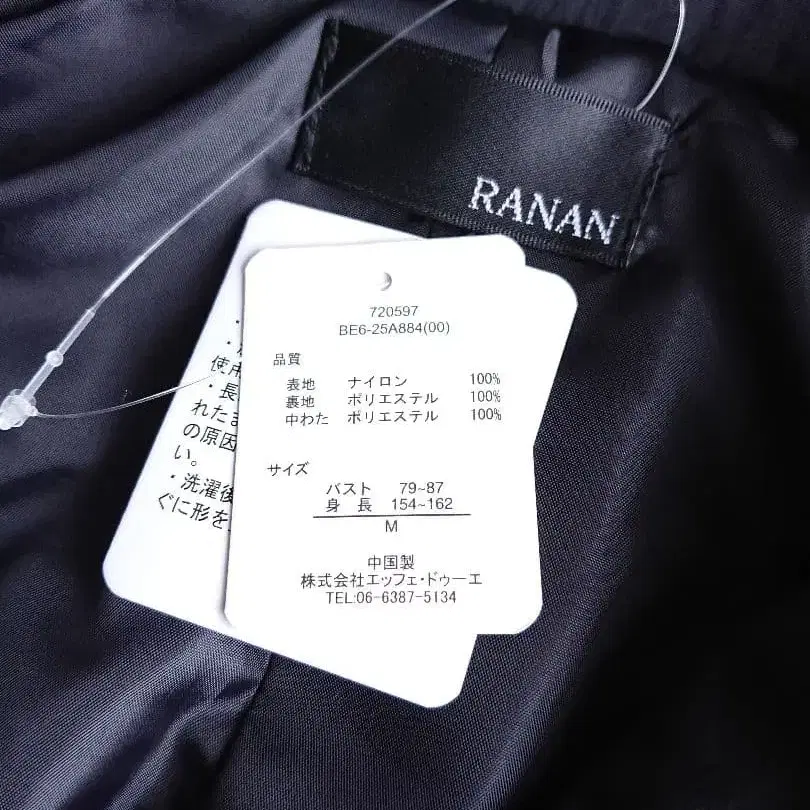 RANAN
720597
BE6-25A884(00)
品質
表地 ナイロン 100%
裏地 ポリエステル 100%
中わた ポリエステル 100%
サイズ
バスト 79~87
身 長 154~162
M
中国製
株式会社エッフェ・ドゥーエ
TEL:06-6387-5134
使用
・長
れたま
の原因
い。
・洗濯後
ぐに形を